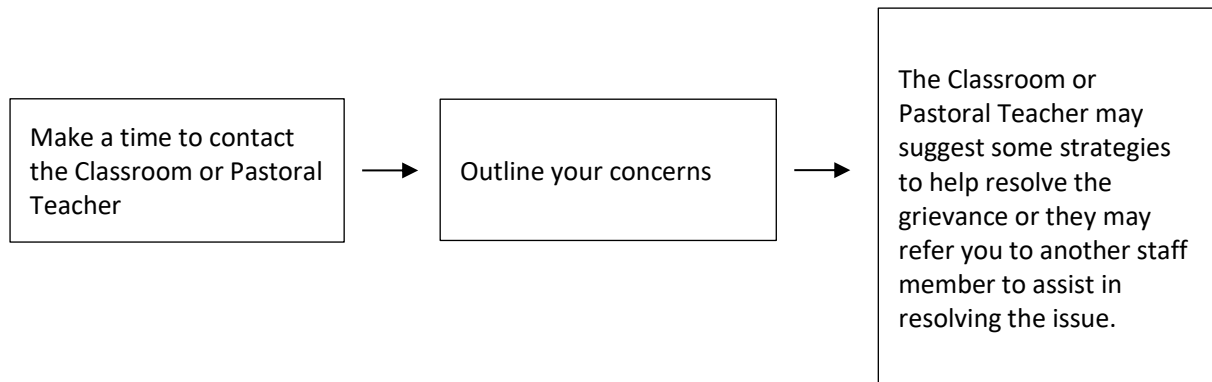 Make a time to contact
the Classroom or Pastoral
Teacher
Outline your concerns
The Classroom or
Pastoral Teacher may
suggest some strategies
to help resolve the
grievance or they may
refer you to another staff
member to assist in
resolving the issue.